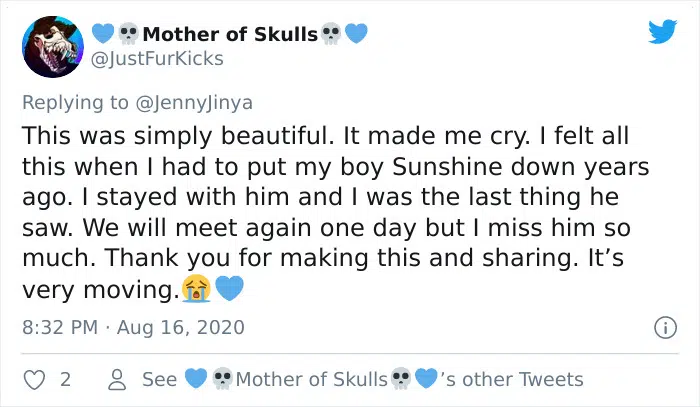 💙💀Mother of Skulls💀💙
@JustFurKicks
Replying to @JennyJinya
This was simply beautiful. It made me cry. I felt all
this when I had to put my boy Sunshine down years
ago. I stayed with him and I was the last thing he
saw. We will meet again one day but I miss him so
much. Thank you for making this and sharing. It’s
very moving.😭💙
8:32 PM · Aug 16, 2020
2 See 💙💀Mother of Skulls💀💙’s other Tweets